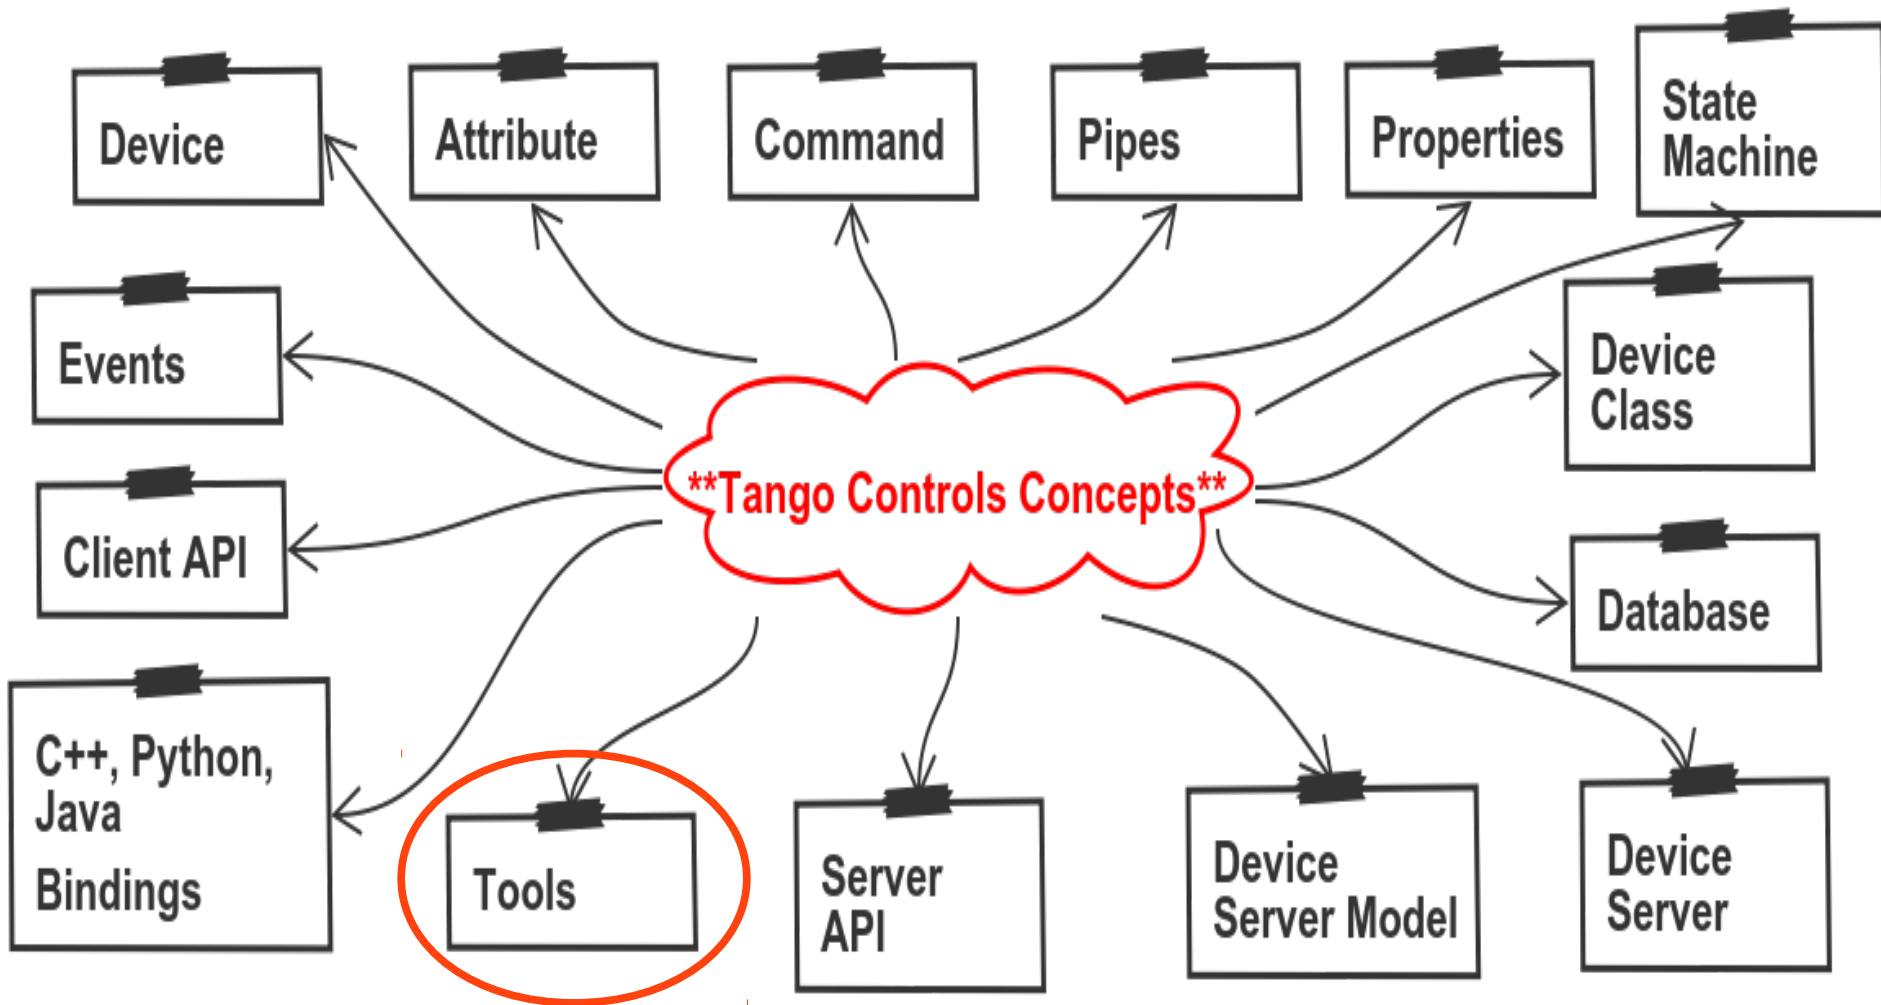 Device
Attribute
Command
Pipes
Properties
State
Machine
Events
Device
Class
**Tango Controls Concepts**
Client API
Database
C++, Python,
Java
Bindings
Tools
Server
API
Device
Server Model
Device
Server